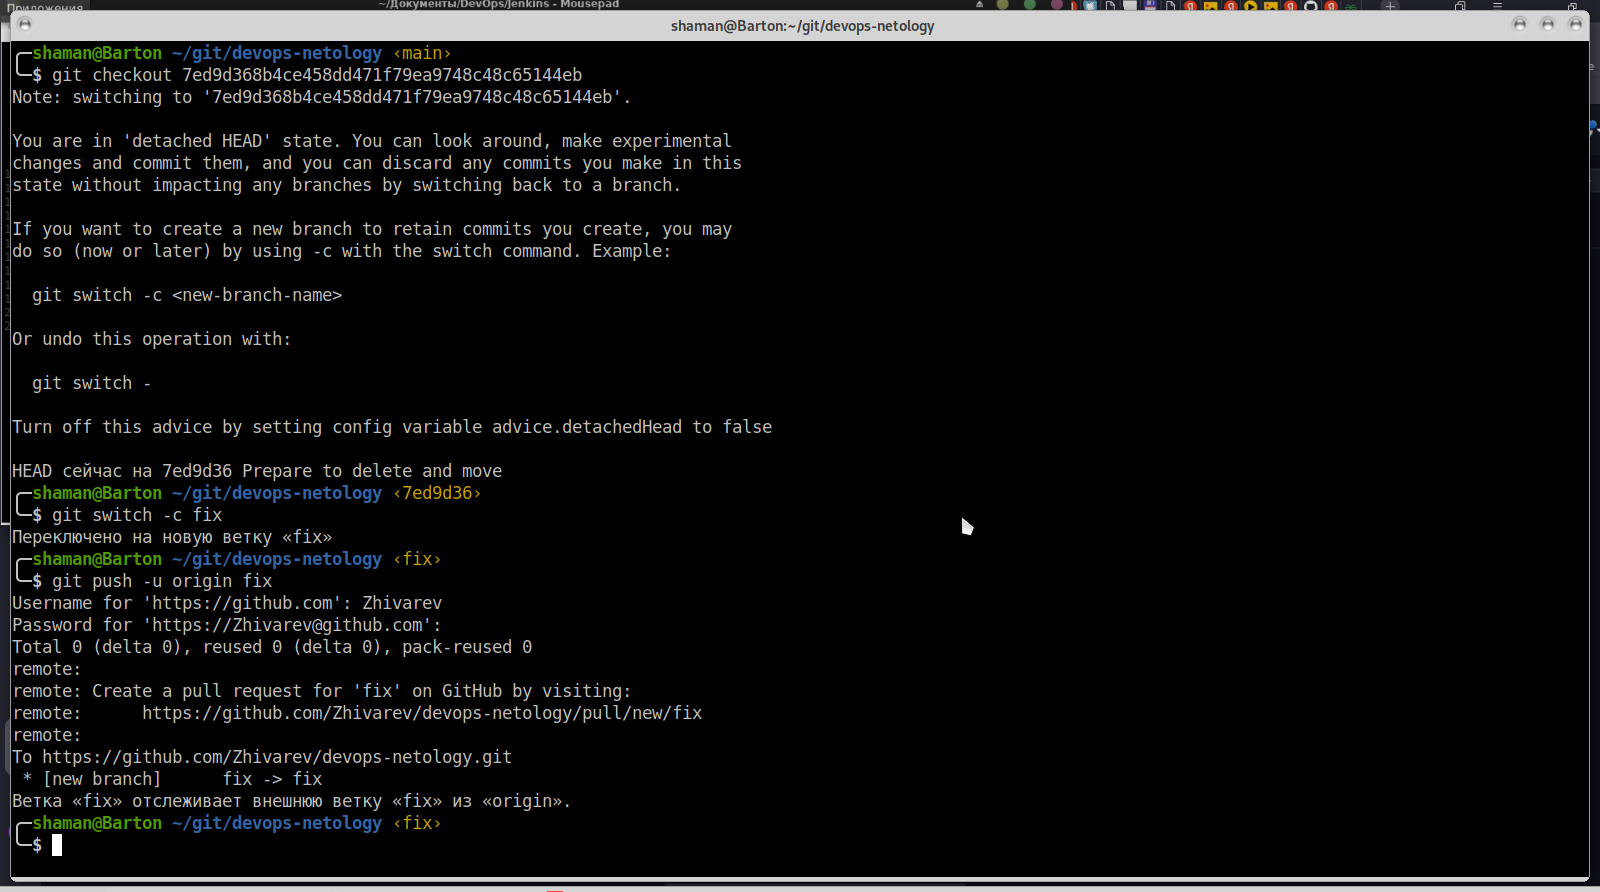 Приложения
~/Документы/DevOps/Jenkins - Mousepad
shaman@Barton:~/git/devops-netology
shaman@Barton ~/git/devops-netology ‹main›
$ git checkout 7ed9d368b4ce458dd471f79ea9748c48c65144eb
Note: switching to '7ed9d368b4ce458dd471f79ea9748c48c65144eb'.
You are in 'detached HEAD' state. You can look around, make experimental
changes and commit them, and you can discard any commits you make in this
state without impacting any branches by switching back to a branch.
If you want to create a new branch to retain commits you create, you may
do so (now or later) by using -c with the switch command. Example:
git switch -c <new-branch-name>
Or undo this operation with:
git switch -
Turn off this advice by setting config variable advice.detachedHead to false
HEAD сейчас на 7ed9d36 Prepare to delete and move
shaman@Barton ~/git/devops-netology ‹7ed9d36›
$ git switch -c fix
Переключено на новую ветку «fix»
shaman@Barton ~/git/devops-netology ‹fix›
$ git push -u origin fix
Username for 'https://github.com': Zhivarev
Password for 'https://Zhivarev@github.com':
Total 0 (delta 0), reused 0 (delta 0), pack-reused 0
remote:
remote: Create a pull request for 'fix' on GitHub by visiting:
remote:      https://github.com/Zhivarev/devops-netology/pull/new/fix
remote:
To https://github.com/Zhivarev/devops-netology.git
* [new branch]      fix -> fix
Ветка «fix» отслеживает внешнюю ветку «fix» из «origin».
shaman@Barton ~/git/devops-netology ‹fix›
$